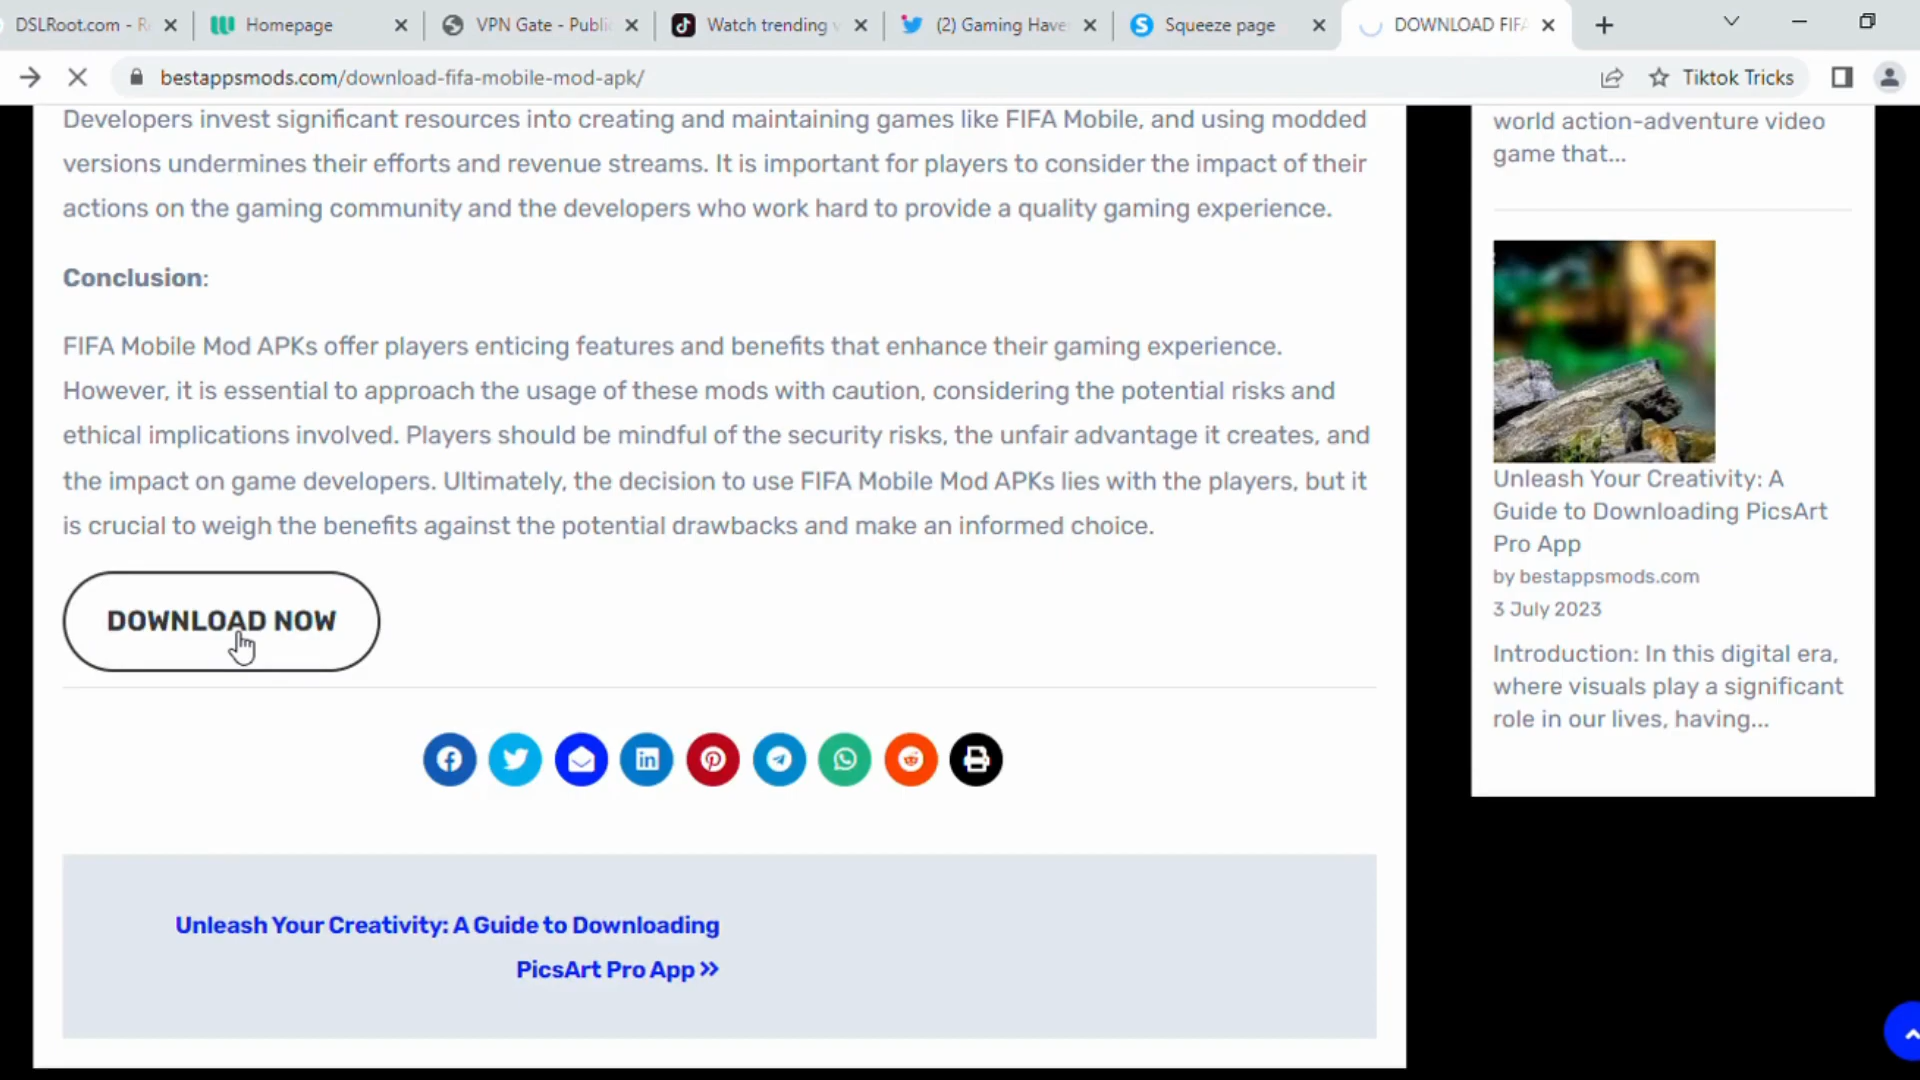 DSLRoot.com - R
Homepage
VPN Gate - Public
Watch trending v
(2) Gaming Have
Squeeze page
DOWNLOAD FIFA
bestappsmods.com/download-fifa-mobile-mod-apk/
Tiktok Tricks
Developers invest significant resources into creating and maintaining games like FIFA Mobile, and using modded
versions undermines their efforts and revenue streams. It is important for players to consider the impact of their
actions on the gaming community and the developers who work hard to provide a quality gaming experience.
Conclusion:
FIFA Mobile Mod APKs offer players enticing features and benefits that enhance their gaming experience.
However, it is essential to approach the usage of these mods with caution, considering the potential risks and
ethical implications involved. Players should be mindful of the security risks, the unfair advantage it creates, and
the impact on game developers. Ultimately, the decision to use FIFA Mobile Mod APKs lies with the players, but it
is crucial to weigh the benefits against the potential drawbacks and make an informed choice.
DOWNLOAD NOW
Unleash Your Creativity: A Guide to Downloading
PicsArt Pro App »
world action-adventure video
game that...
Unleash Your Creativity: A
Guide to Downloading PicsArt
Pro App
by bestappsmods.com
3 July 2023
Introduction: In this digital era,
where visuals play a significant
role in our lives, having...